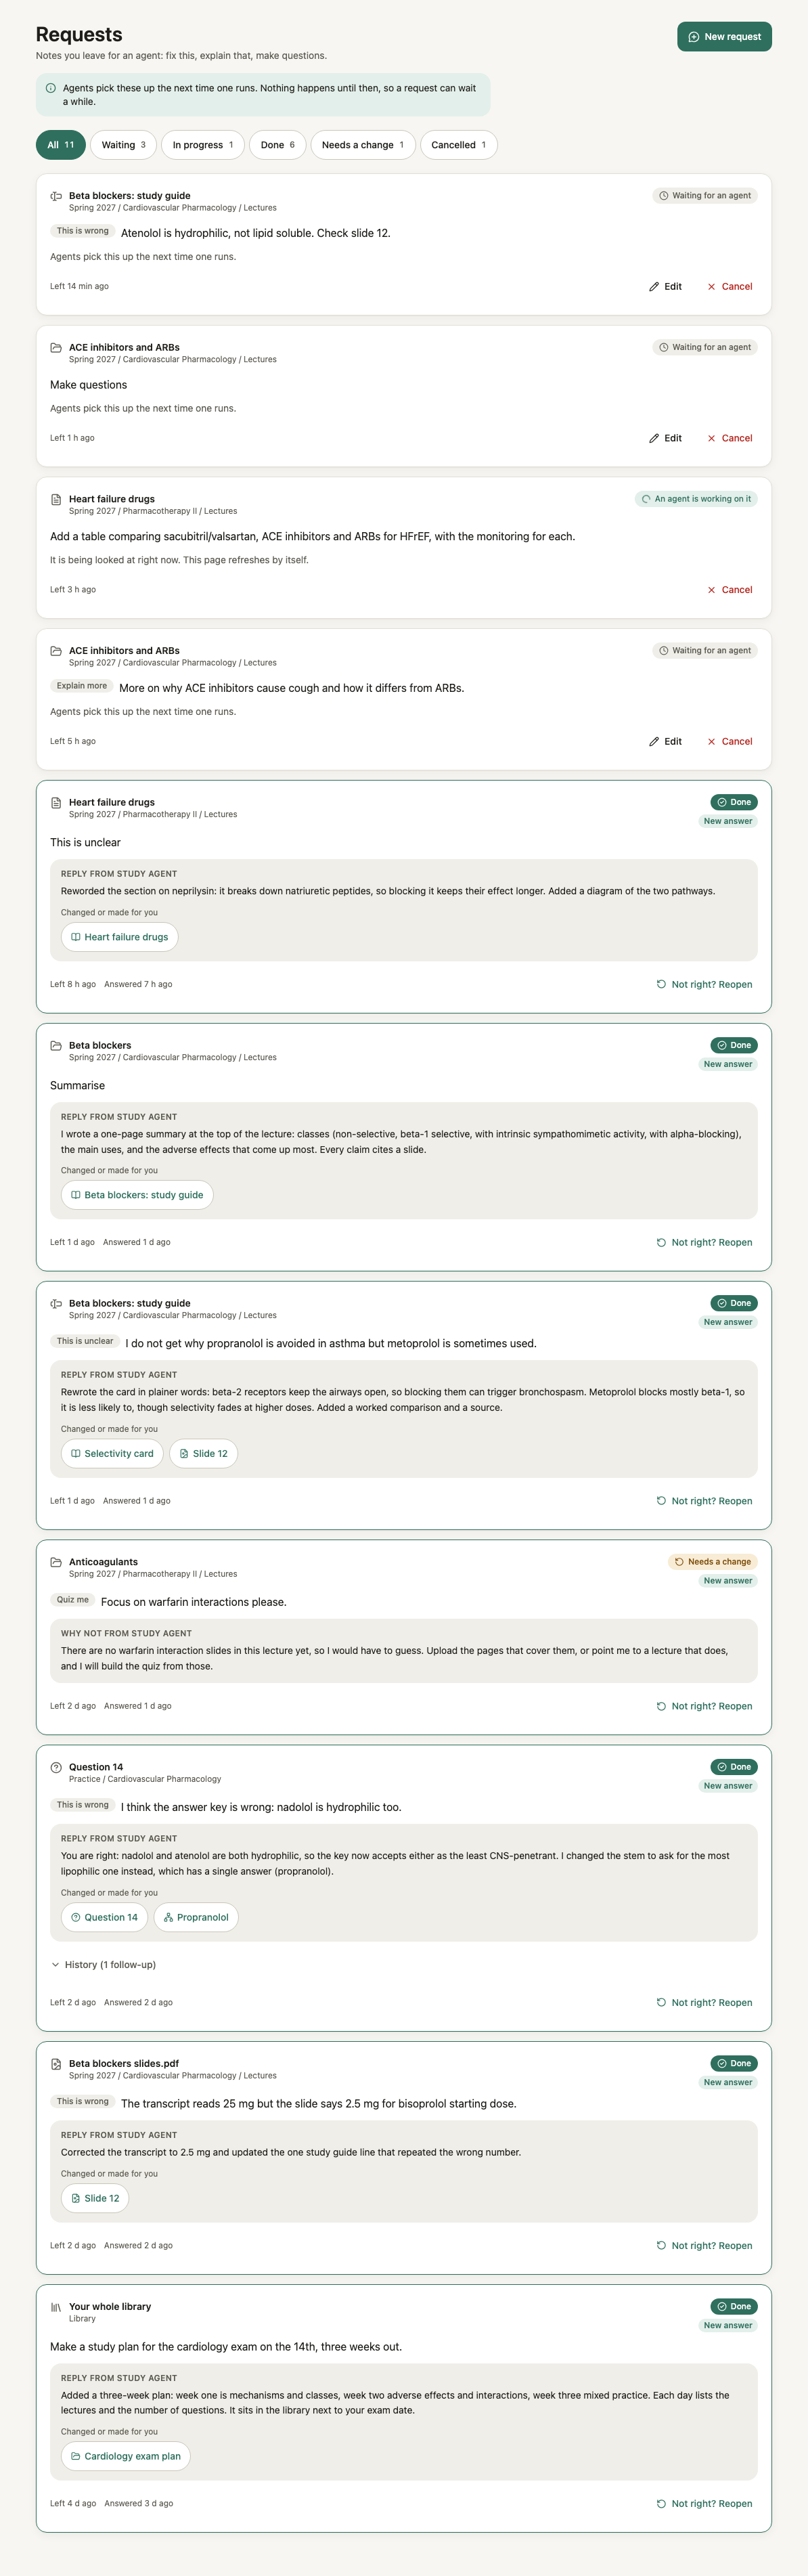 Requests
Notes you leave for an agent: fix this, explain that, make questions.
New request
Agents pick these up the next time one runs. Nothing happens until then, so a request can wait
a while.
All 11
Waiting 3
In progress 1
Done 6
Needs a change 1
Cancelled 1
Beta blockers: study guide
Spring 2027 / Cardiovascular Pharmacology / Lectures
Waiting for an agent
This is wrong Atenolol is hydrophilic, not lipid soluble. Check slide 12.
Agents pick this up the next time one runs.
Left 14 min ago
Edit
Cancel
ACE inhibitors and ARBs
Spring 2027 / Cardiovascular Pharmacology / Lectures
Waiting for an agent
Make questions
Agents pick this up the next time one runs.
Left 1 h ago
Edit
Cancel
Heart failure drugs
Spring 2027 / Pharmacotherapy II / Lectures
An agent is working on it
Add a table comparing sacubitril/valsartan, ACE inhibitors and ARBs for HFrEF, with the monitoring for each.
It is being looked at right now. This page refreshes by itself.
Left 3 h ago
Cancel
ACE inhibitors and ARBs
Spring 2027 / Cardiovascular Pharmacology / Lectures
Waiting for an agent
Explain more More on why ACE inhibitors cause cough and how it differs from ARBs.
Agents pick this up the next time one runs.
Left 5 h ago
Edit
Cancel
Heart failure drugs
Spring 2027 / Pharmacotherapy II / Lectures
Done
New answer
This is unclear
REPLY FROM STUDY AGENT
Reworded the section on neprilysin: it breaks down natriuretic peptides, so blocking it keeps their effect longer. Added a diagram of the two pathways.
Changed or made for you
Heart failure drugs
Left 8 h ago Answered 7 h ago
Not right? Reopen
Beta blockers
Spring 2027 / Cardiovascular Pharmacology / Lectures
Done
New answer
Summarise
REPLY FROM STUDY AGENT
I wrote a one-page summary at the top of the lecture: classes (non-selective, beta-1 selective, with intrinsic sympathomimetic activity, with alpha-blocking),
the main uses, and the adverse effects that come up most. Every claim cites a slide.
Changed or made for you
Beta blockers: study guide
Left 1 d ago Answered 1 d ago
Not right? Reopen
Beta blockers: study guide
Spring 2027 / Cardiovascular Pharmacology / Lectures
Done
New answer
This is unclear I do not get why propranolol is avoided in asthma but metoprolol is sometimes used.
REPLY FROM STUDY AGENT
Rewrote the card in plainer words: beta-2 receptors keep the airways open, so blocking them can trigger bronchospasm. Metoprolol blocks mostly beta-1, so
it is less likely to, though selectivity fades at higher doses. Added a worked comparison and a source.
Changed or made for you
Selectivity card
Slide 12
Left 1 d ago Answered 1 d ago
Not right? Reopen
Anticoagulants
Spring 2027 / Pharmacotherapy II / Lectures
Needs a change
New answer
Quiz me Focus on warfarin interactions please.
WHY NOT FROM STUDY AGENT
There are no warfarin interaction slides in this lecture yet, so I would have to guess. Upload the pages that cover them, or point me to a lecture that does,
and I will build the quiz from those.
Left 2 d ago Answered 1 d ago
Not right? Reopen
Question 14
Practice / Cardiovascular Pharmacology
Done
New answer
This is wrong I think the answer key is wrong: nadolol is hydrophilic too.
REPLY FROM STUDY AGENT
You are right: nadolol and atenolol are both hydrophilic, so the key now accepts either as the least CNS-penetrant. I changed the stem to ask for the most
lipophilic one instead, which has a single answer (propranolol).
Changed or made for you
Question 14
Propranolol
History (1 follow-up)
Left 2 d ago Answered 2 d ago
Not right? Reopen
Beta blockers slides.pdf
Spring 2027 / Cardiovascular Pharmacology / Lectures
Done
New answer
This is wrong The transcript reads 25 mg but the slide says 2.5 mg for bisoprolol starting dose.
REPLY FROM STUDY AGENT
Corrected the transcript to 2.5 mg and updated the one study guide line that repeated the wrong number.
Changed or made for you
Slide 12
Left 2 d ago Answered 2 d ago
Not right? Reopen
Your whole library
Library
Done
New answer
Make a study plan for the cardiology exam on the 14th, three weeks out.
REPLY FROM STUDY AGENT
Added a three-week plan: week one is mechanisms and classes, week two adverse effects and interactions, week three mixed practice. Each day lists the
lectures and the number of questions. It sits in the library next to your exam date.
Changed or made for you
Cardiology exam plan
Left 4 d ago Answered 3 d ago
Not right? Reopen